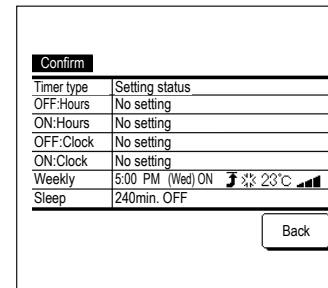 Confirm
Timer type Setting status
OFF:Hours No setting
ON:Hours No setting
OFF:Clock No setting
ON:Clock No setting
Weekly 5:00 PM (Wed) ON 23°C
Sleep 240min. OFF
Back